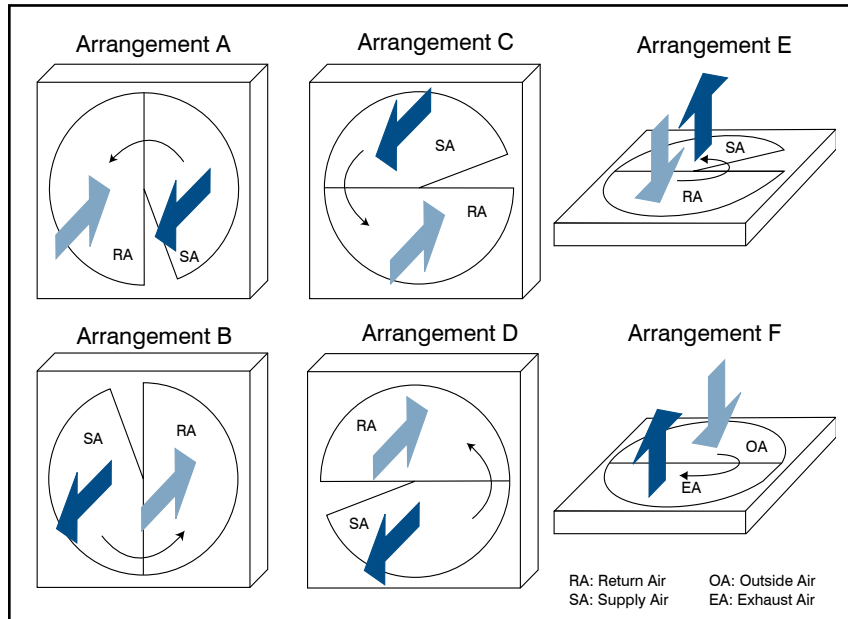 Arrangement A
RA
SA
Arrangement C
SA
RA
Arrangement E
SA
RA
Arrangement B
SA
RA
Arrangement D
RA
SA
Arrangement F
OA
EA
RA: Return Air OA: Outside Air
SA: Supply Air EA: Exhaust Air